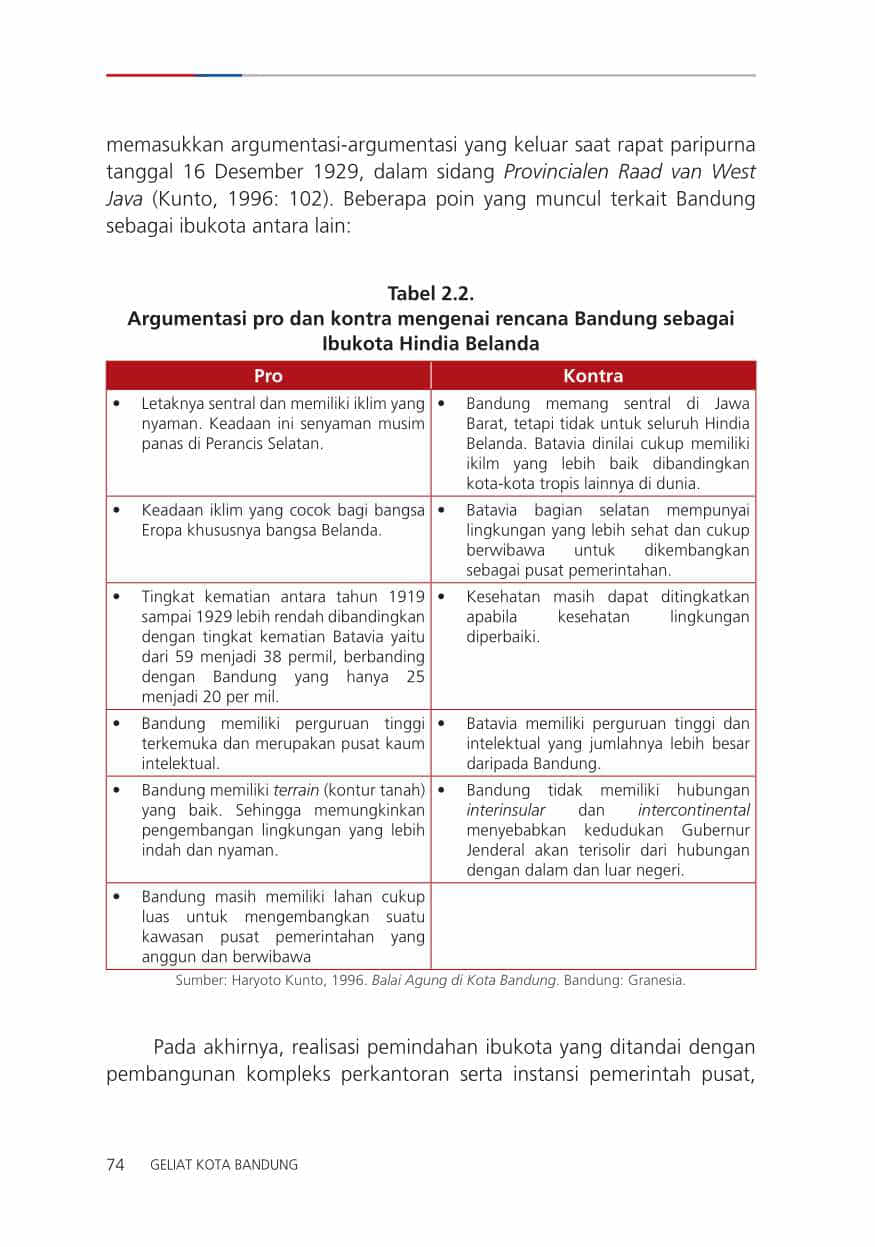 memasukkan argumentasi-argumentasi yang keluar saat rapat paripurna
tanggal 16 Desember 1929, dalam sidang Provincialen Raad van West
Java (Kunto, 1996: 102). Beberapa poin yang muncul terkait Bandung
sebagai ibukota antara lain:
Tabel 2.2.
Argumentasi pro dan kontra mengenai rencana Bandung sebagai
Ibukota Hindia Belanda
Pro
Kontra
• Letaknya sentral dan memiliki iklim yang
nyaman. Keadaan ini senyaman musim
panas di Perancis Selatan.
• Bandung memang sentral di Jawa
Barat, tetapi tidak untuk seluruh Hindia
Belanda. Batavia dinilai cukup memiliki
ikilm yang lebih baik dibandingkan
kota-kota tropis lainnya di dunia.
• Keadaan iklim yang cocok bagi bangsa
Eropa khususnya bangsa Belanda.
• Batavia bagian selatan mempunyai
lingkungan yang lebih sehat dan cukup
berwibawa untuk dikembangkan
sebagai pusat pemerintahan.
• Tingkat kematian antara tahun 1919
sampai 1929 lebih rendah dibandingkan
dengan tingkat kematian Batavia yaitu
dari 59 menjadi 38 permil, berbanding
dengan Bandung yang hanya 25
menjadi 20 per mil.
• Kesehatan masih dapat ditingkatkan
apabila kesehatan lingkungan
diperbaiki.
• Bandung memiliki perguruan tinggi
terkemuka dan merupakan pusat kaum
intelektual.
• Batavia memiliki perguruan tinggi dan
intelektual yang jumlahnya lebih besar
daripada Bandung.
• Bandung memiliki terrain (kontur tanah)
yang baik. Sehingga memungkinkan
pengembangan lingkungan yang lebih
indah dan nyaman.
• Bandung tidak memiliki hubungan
interinsular dan intercontinental
menyebabkan kedudukan Gubernur
Jenderal akan terisolir dari hubungan
dengan dalam dan luar negeri.
• Bandung masih memiliki lahan cukup
luas untuk mengembangkan suatu
kawasan pusat pemerintahan yang
anggun dan berwibawa
Sumber: Haryoto Kunto, 1996. Balai Agung di Kota Bandung. Bandung: Granesia.
Pada akhirnya, realisasi pemindahan ibukota yang ditandai dengan
pembangunan kompleks perkantoran serta instansi pemerintah pusat,
74 GELIAT KOTA BANDUNG